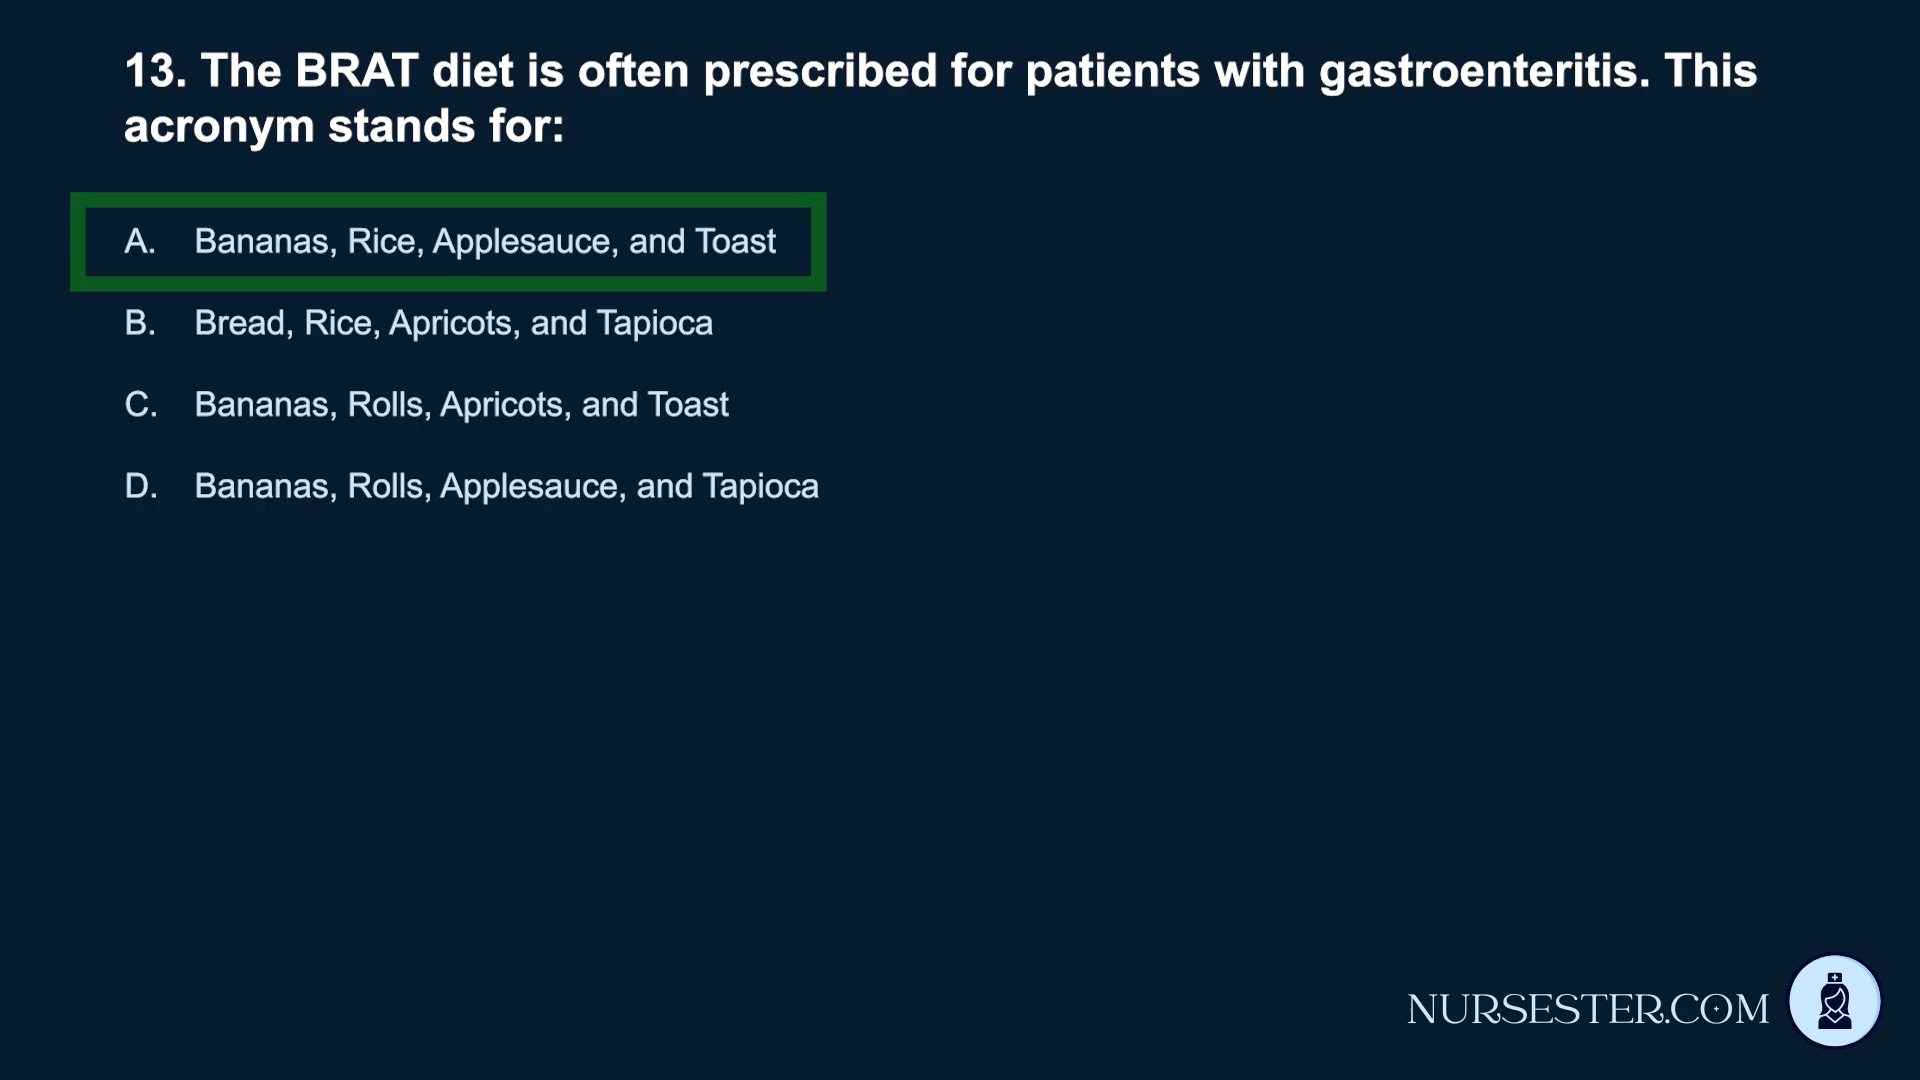 13. The BRAT diet is often prescribed for patients with gastroenteritis. This
acronym stands for:
A. Bananas, Rice, Applesauce, and Toast
B. Bread, Rice, Apricots, and Tapioca
C. Bananas, Rolls, Apricots, and Toast
D. Bananas, Rolls, Applesauce, and Tapioca
NURSESTER.COM